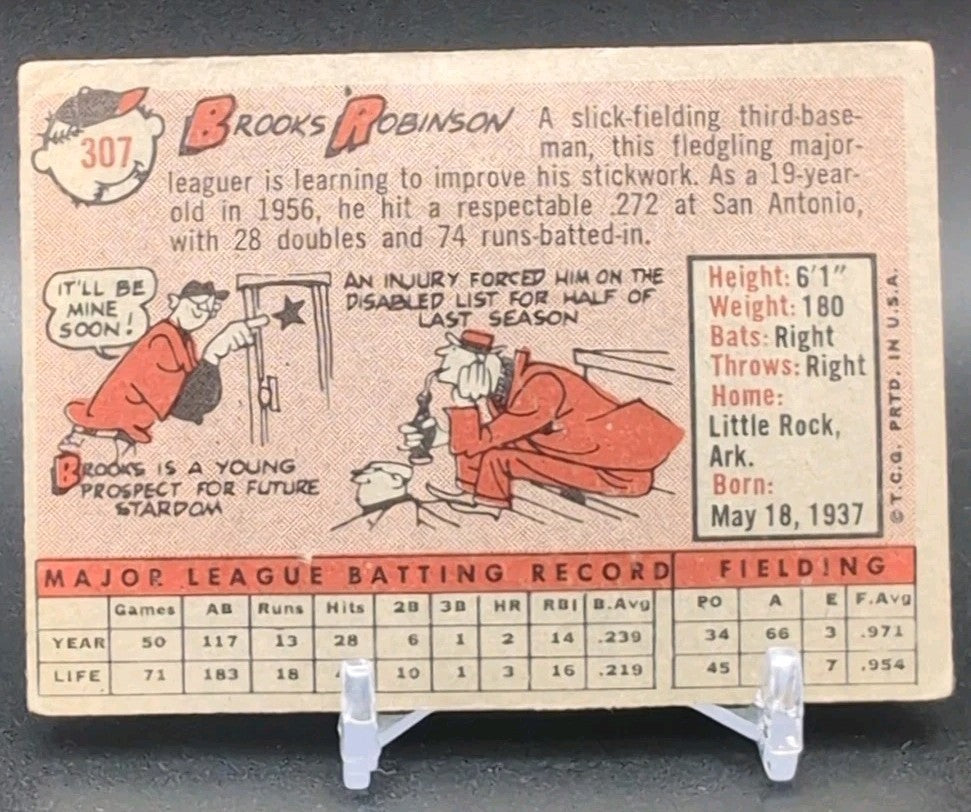 307
BROOKS ROBINSON A slick-fielding third-base-
man, this fledgling major-
leaguer is learning to improve his stickwork. As a 19-year-
old in 1956, he hit a respectable .272 at San Antonio,
with 28 doubles and 74 runs-batted-in.
IT'LL BE
MINE
SOON!
BROOKS IS A YOUNG
PROSPECT FOR FUTURE
STARDOM
AN INJURY FORCED HIM ON THE
DISABLED LIST FOR HALF OF
LAST SEASON
Height: 6'1"
Weight: 180
Bats: Right
Throws: Right
Home:
Little Rock,
Ark.
Born:
May 18, 1937
© T.C.G. PRTD. IN U.S.A.
MAJOR LEAGUE BATTING RECORD FIELDING
Games AB Runs Hits 2B 3B HR RBI B.Avg PO A E F.Avg
YEAR 50 117 13 28 6 1 2 14 .239 34 66 3 .971
LIFE 71 183 18 10 1 3 16 .219 45 7 .954